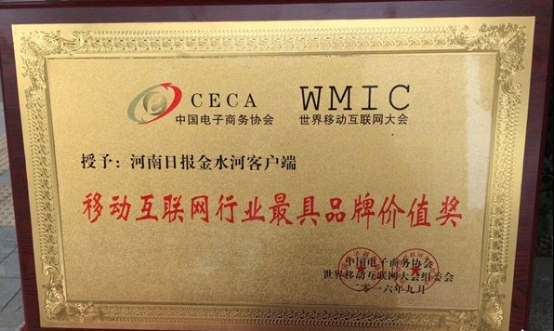 CECA
中国电子商务协会
WMIC
世界移动互联网大会
授予：河南日报金水河客户端
移动互联网行业最具品牌价值奖
中国电子商务协会
世界移动互联网大会组委会
二〇一六年九月